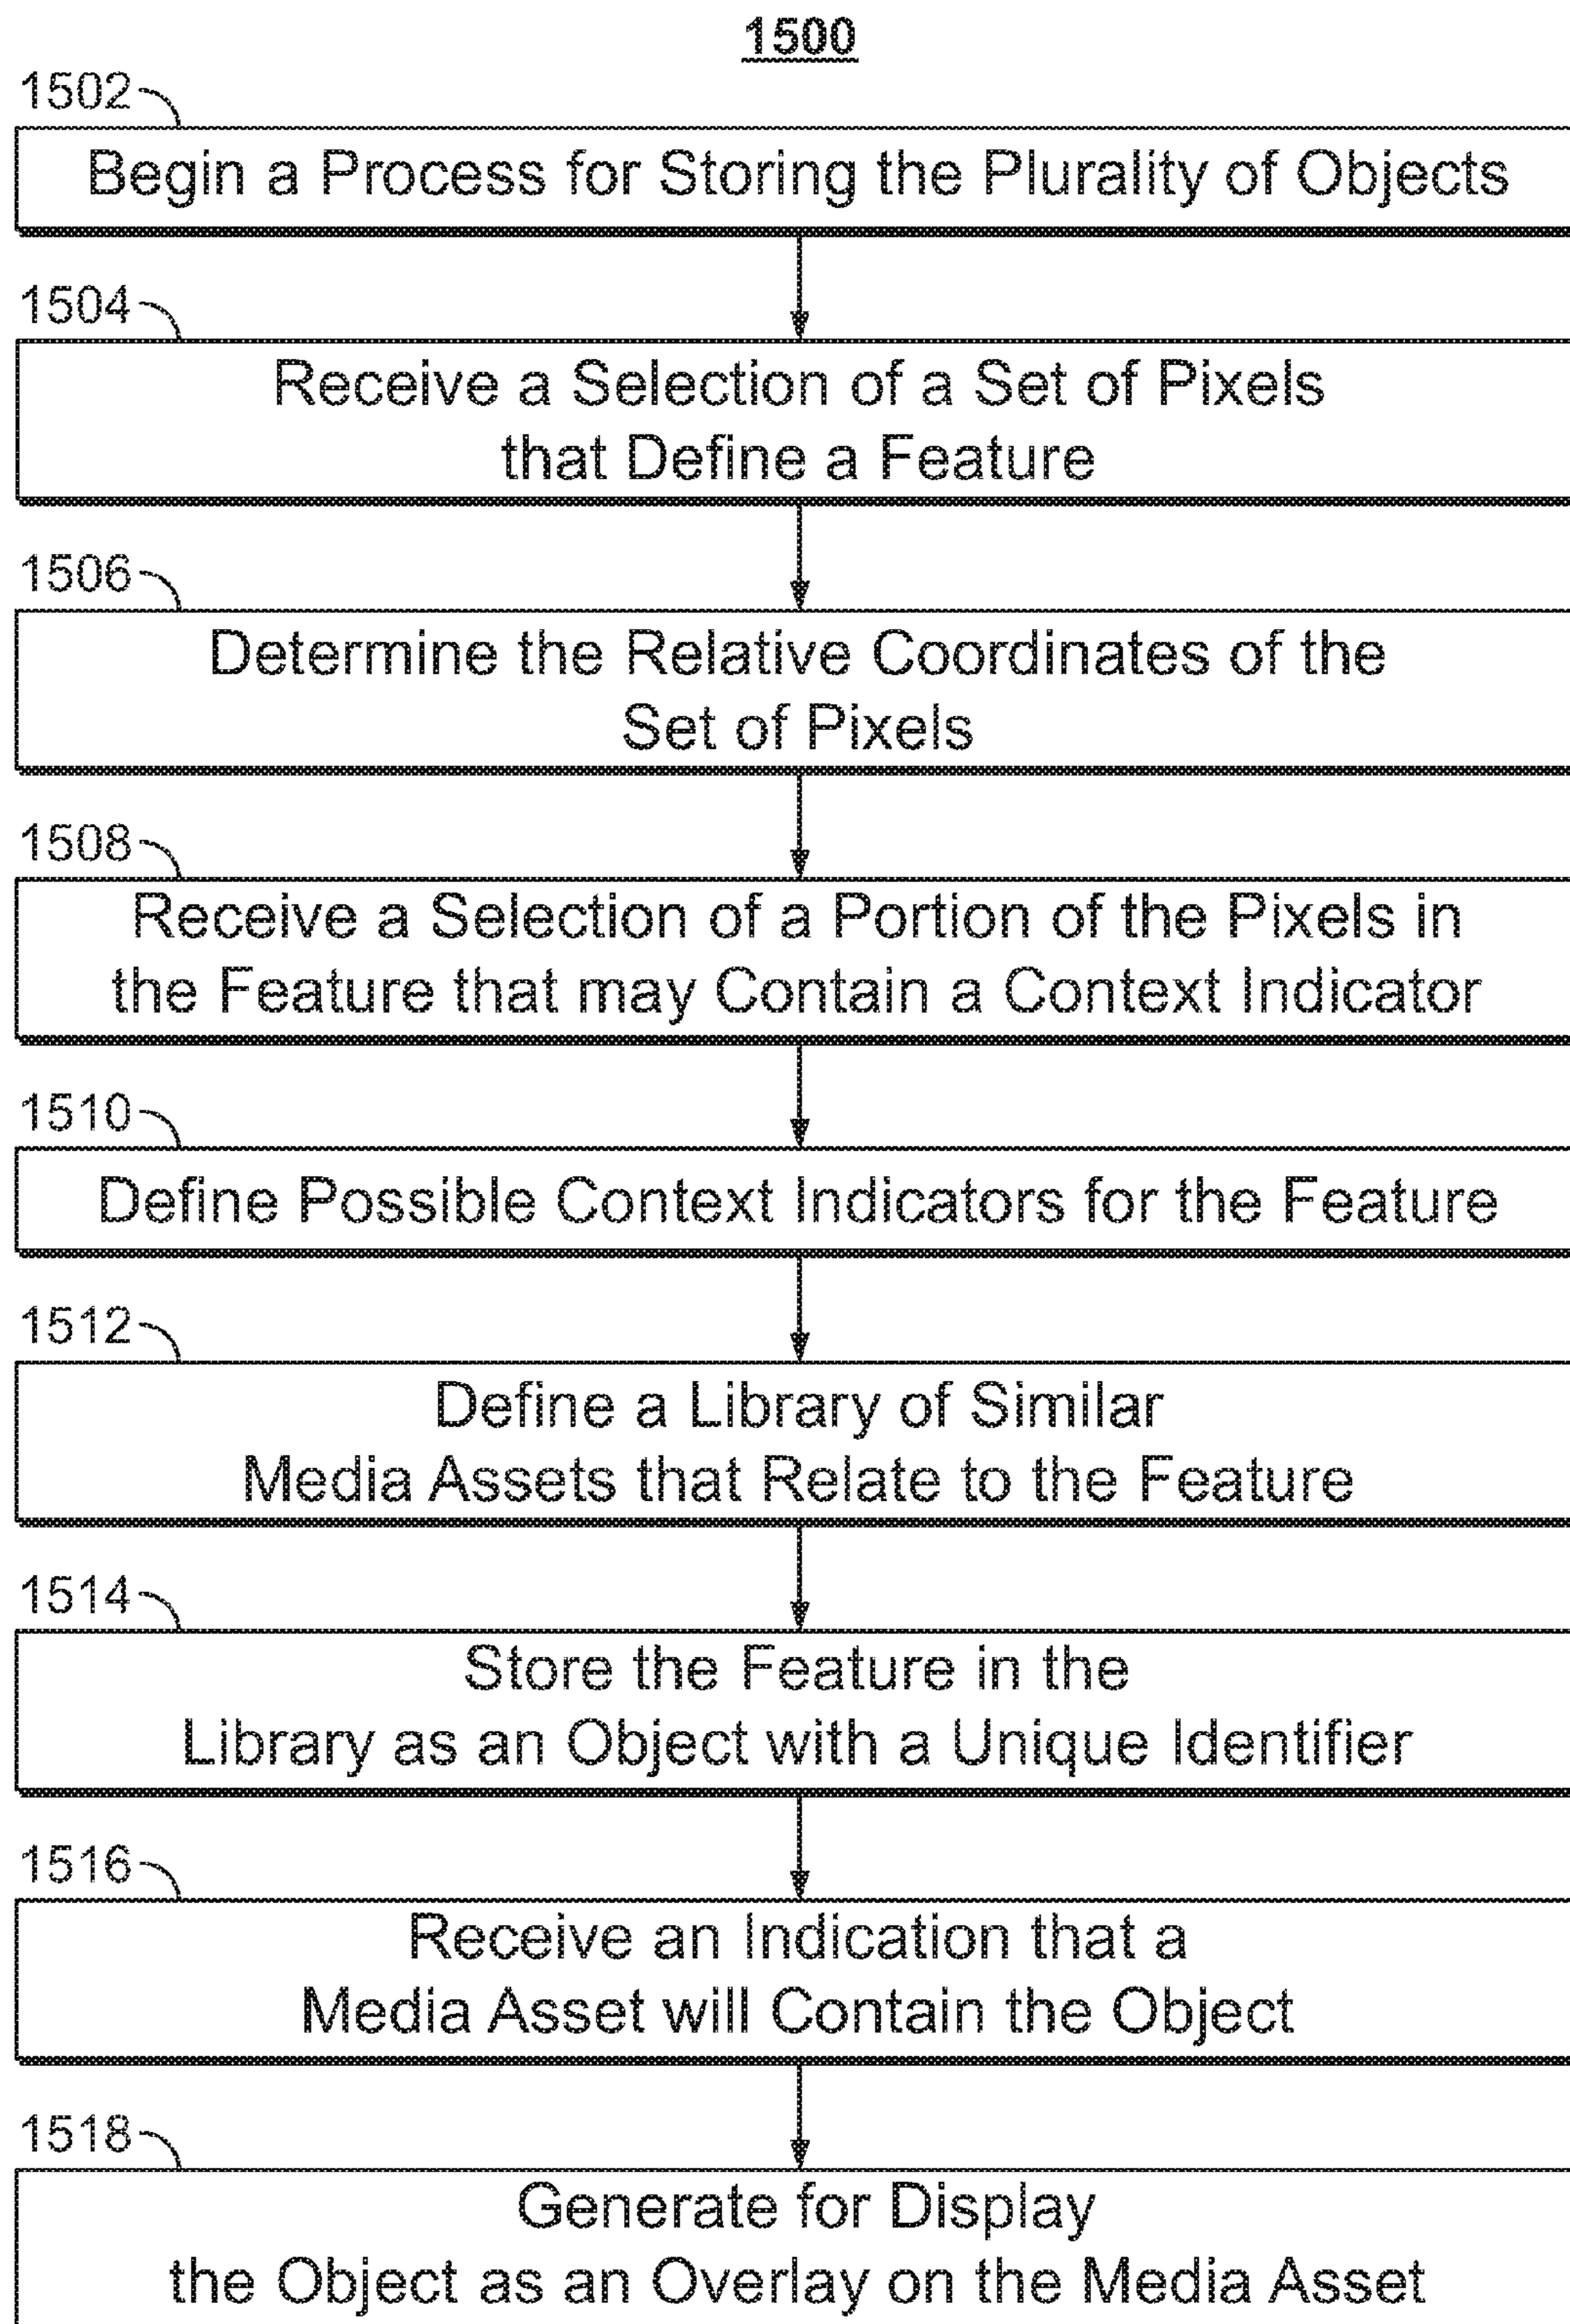 1500
1502
Begin a Process for Storing the Plurality of Objects
1504
Receive a Selection of a Set of Pixels
that Define a Feature
1506
Determine the Relative Coordinates of the
Set of Pixels
1508
Receive a Selection of a Portion of the Pixels in
the Feature that may Contain a Context Indicator
1510
Define Possible Context Indicators for the Feature
1512
Define a Library of Similar
Media Assets that Relate to the Feature
1514
Store the Feature in the
Library as an Object with a Unique Identifier
1516
Receive an Indication that a
Media Asset will Contain the Object
1518
Generate for Display
the Object as an Overlay on the Media Asset